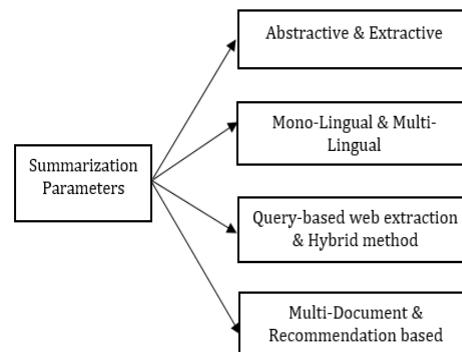 Abstractive & Extractive
Mono-Lingual & Multi-
Lingual
Summarization
Parameters
Query-based web extraction
& Hybrid method
Multi-Document &
Recommendation based